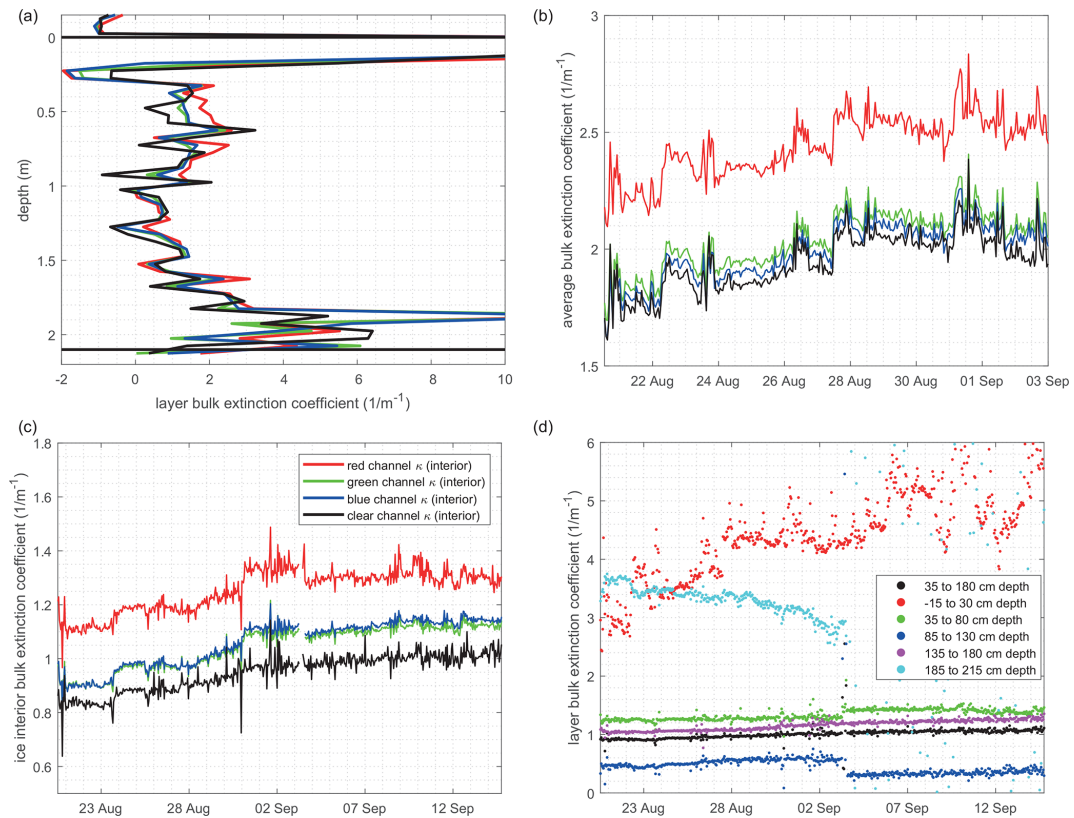 (a)
0
0.5
1
1.5
2
depth (m)
-2 0 2 4 6 8 10
layer bulk extinction coefficient (1/m⁻¹)
(b)
3
2.5
2
1.5
average bulk extinction coefficient (1/m⁻¹)
22 Aug 24 Aug 26 Aug 28 Aug 30 Aug 01 Sep 03 Sep
(c)
1.8
1.6
1.4
1.2
1
0.8
0.6
ice interior bulk extinction coefficient (1/m⁻¹)
red channel κ (interior)
green channel κ (interior)
blue channel κ (interior)
clear channel κ (interior)
23 Aug 28 Aug 02 Sep 07 Sep 12 Sep
(d)
6
5
4
3
2
1
0
layer bulk extinction coefficient (1/m⁻¹)
35 to 180 cm depth
-15 to 30 cm depth
35 to 80 cm depth
85 to 130 cm depth
135 to 180 cm depth
185 to 215 cm depth
23 Aug 28 Aug 02 Sep 07 Sep 12 Sep